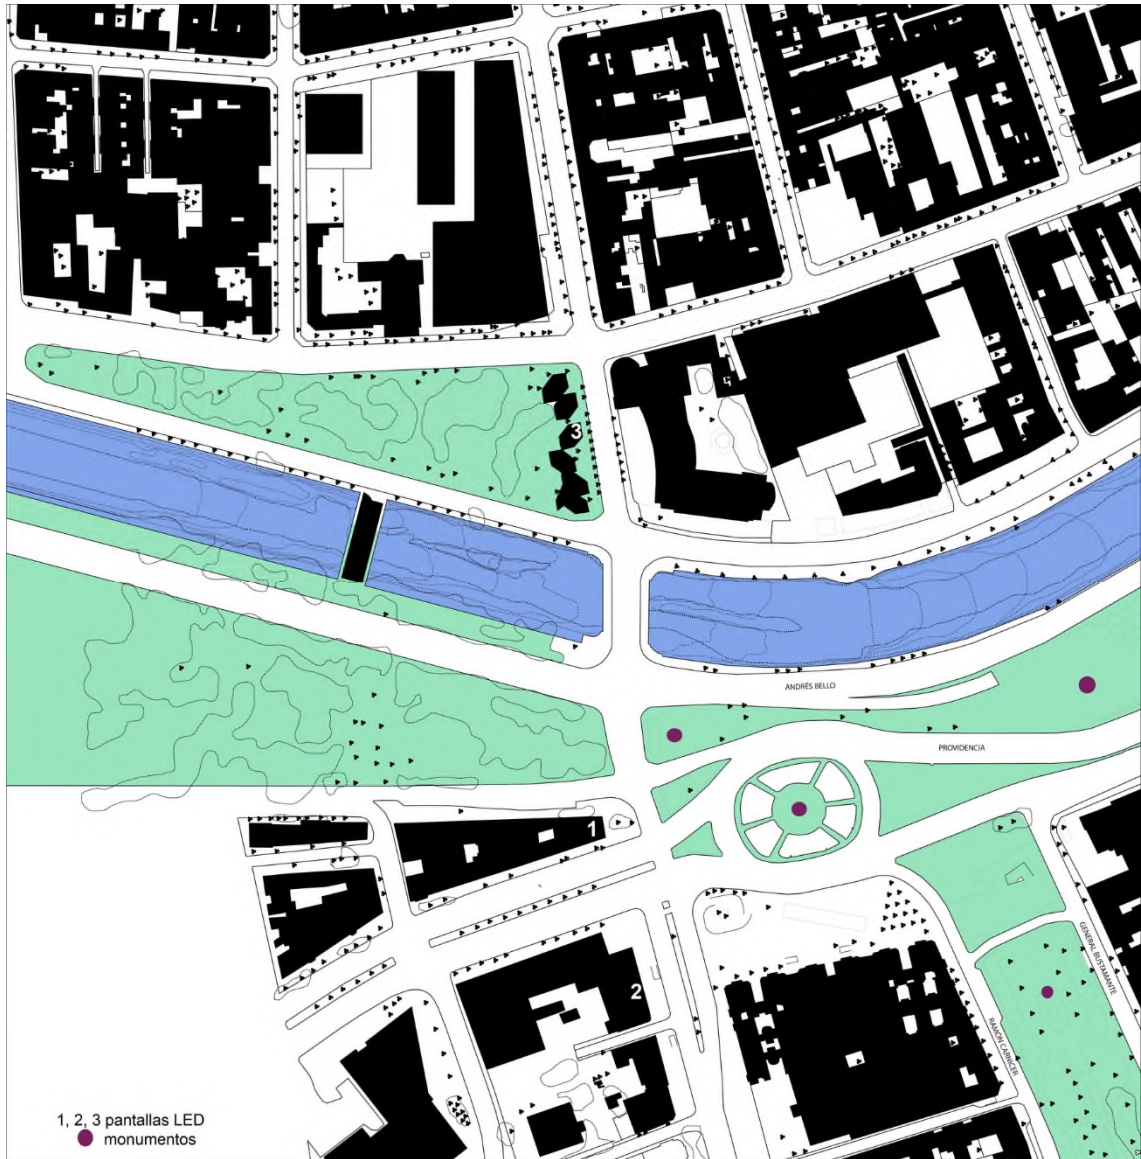 3
ANDRÉS BELLO
PROVIDENCIA
1
GENERAL BUSTAMANTE
2
RAMÓN CARNICER
1, 2, 3 pantallas LED
monumentos